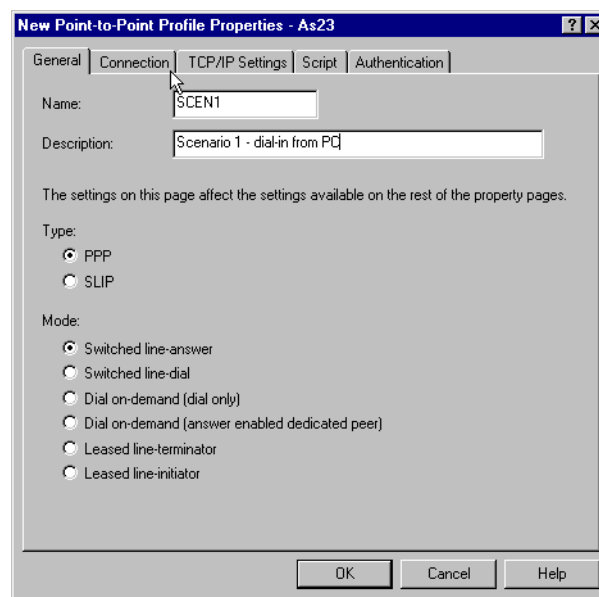 New Point-to-Point Profile Properties - As23
General Connection TCP/IP Settings Script Authentication
Name: SCEN1
Description: Scenario 1 - dial-in from PC
The settings on this page affect the settings available on the rest of the property pages.
Type:
PPP
SLIP
Mode:
Switched line-answer
Switched line-dial
Dial on-demand (dial only)
Dial on-demand (answer enabled dedicated peer)
Leased line-terminator
Leased line-initiator
OK Cancel Help